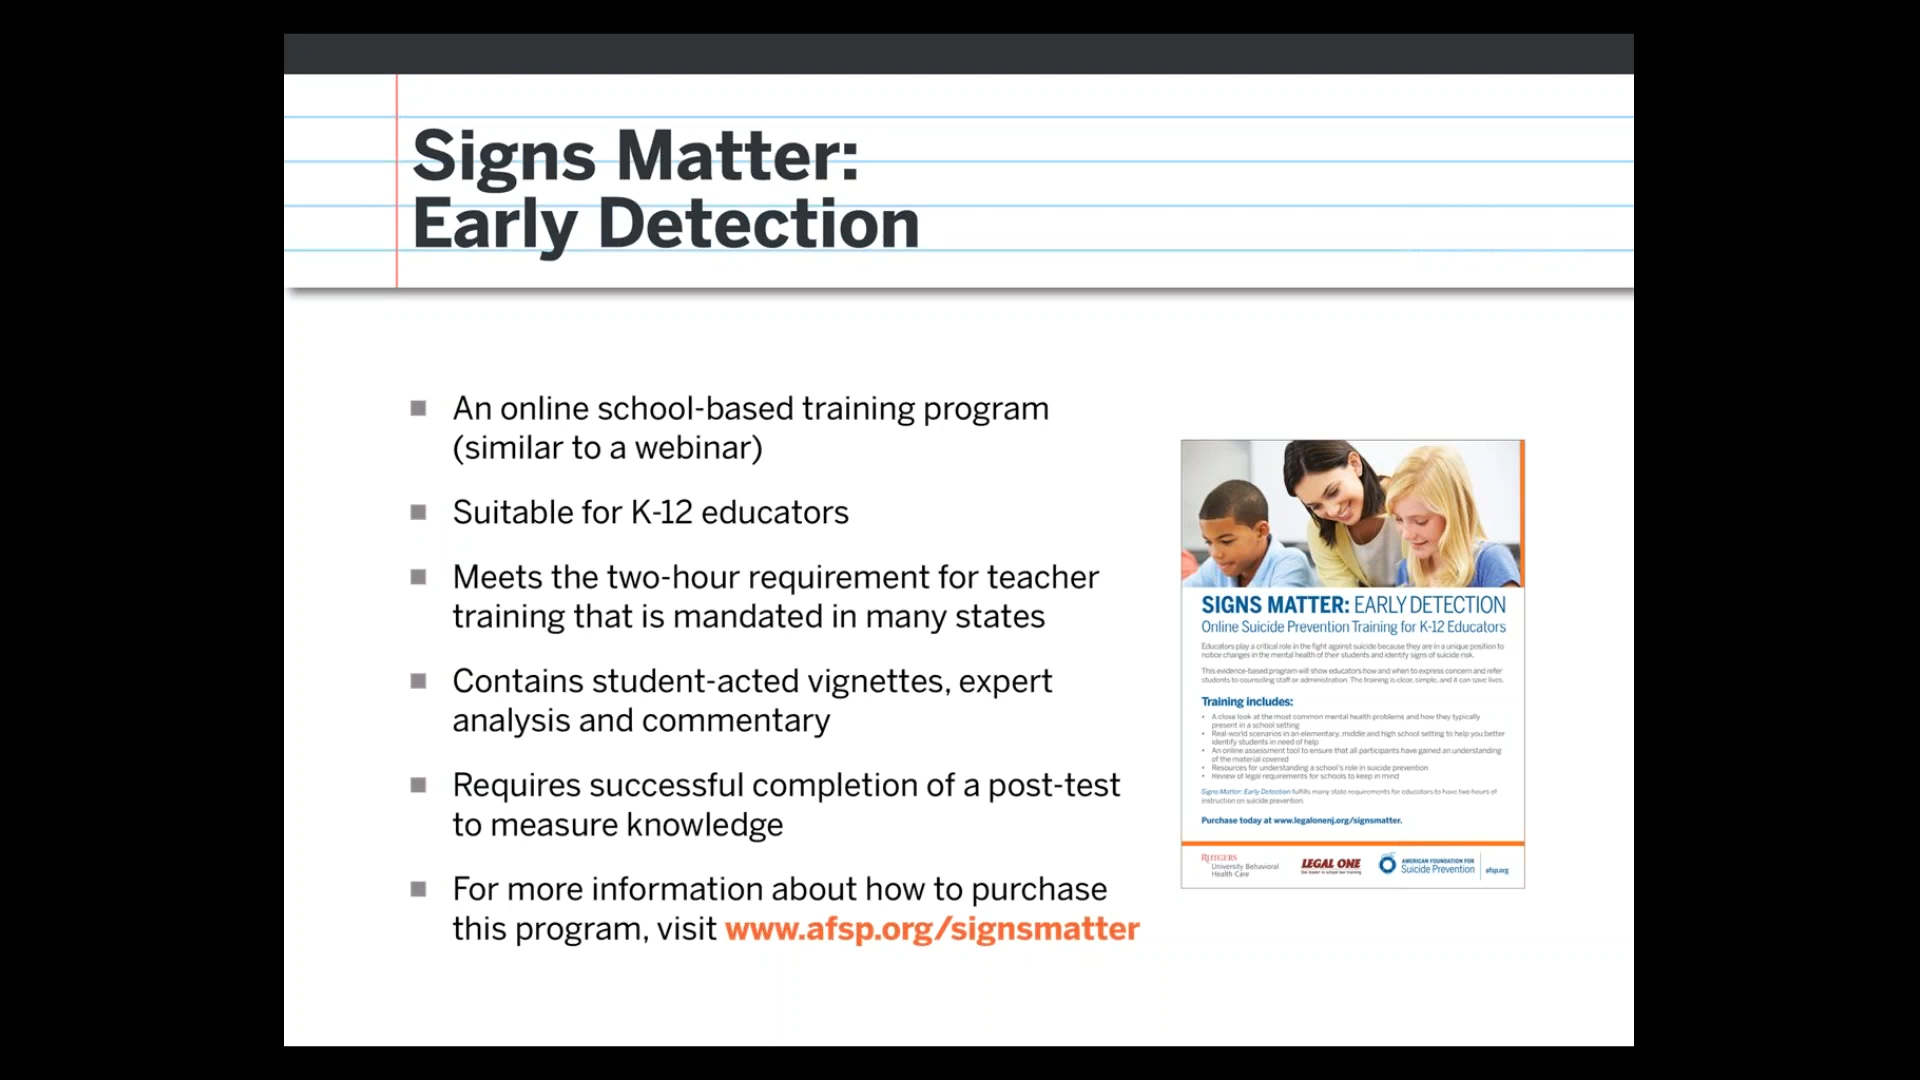 Signs Matter:
Early Detection
An online school-based training program
(similar to a webinar)
Suitable for K-12 educators
Meets the two-hour requirement for teacher
training that is mandated in many states
Contains student-acted vignettes, expert
analysis and commentary
Requires successful completion of a post-test
to measure knowledge
For more information about how to purchase
this program, visit www.afsp.org/signsmatter
SIGNS MATTER: EARLY DETECTION
Online Suicide Prevention Training for K-12 Educators
Educators play a critical role in the fight against suicide because they are in a unique position to
notice changes in the mental health of their students and identify signs of suicide risk.
This evidence-based program will show educators how and when to express concern and refer
students to counseling staff or administration. The training is clear, simple, and it can save lives.
Training includes:
• A close look at the most common mental health problems and how they typically
present in a school setting
• Real-world scenarios in an elementary, middle and high school setting to help you better
identify students in need of help
• An online assessment tool to ensure that all participants have gained an understanding
of the material covered
• Resources for understanding a school's role in suicide prevention
• Review of legal requirements for schools to keep in mind
Signs Matter: Early Detection fulfills many state requirements for educators to have two hours of
instruction on suicide prevention.
Purchase today at www.legalonenj.org/signsmatter.
RUTGERS
University Behavioral
Health Care
LEGAL ONE
the leader in school law training
AMERICAN FOUNDATION FOR
Suicide Prevention
afsp.org